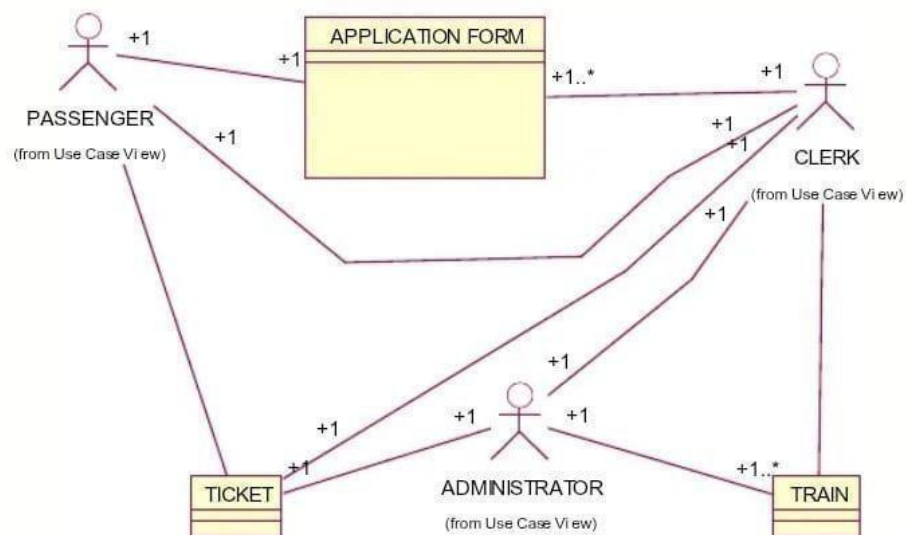 +1
+1
APPLICATION FORM
+1..*
+1
PASSENGER
(from Use Case View)
+1
+1
+1
CLERK
(from Use Case View)
+1
+1
+1
+1
+1
+1
+1..*
TICKET
ADMINISTRATOR
(from Use Case View)
TRAIN